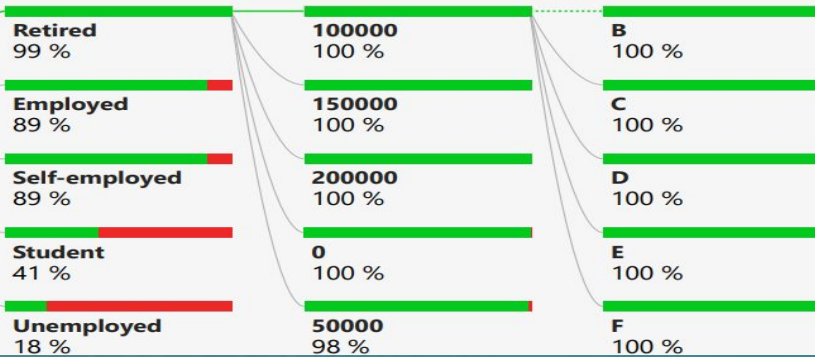 Retired
99 %
Employed
89 %
Self-employed
89 %
Student
41 %
Unemployed
18 %
100000
100 %
150000
100 %
200000
100 %
0
100 %
50000
98 %
B
100 %
C
100 %
D
100 %
E
100 %
F
100 %